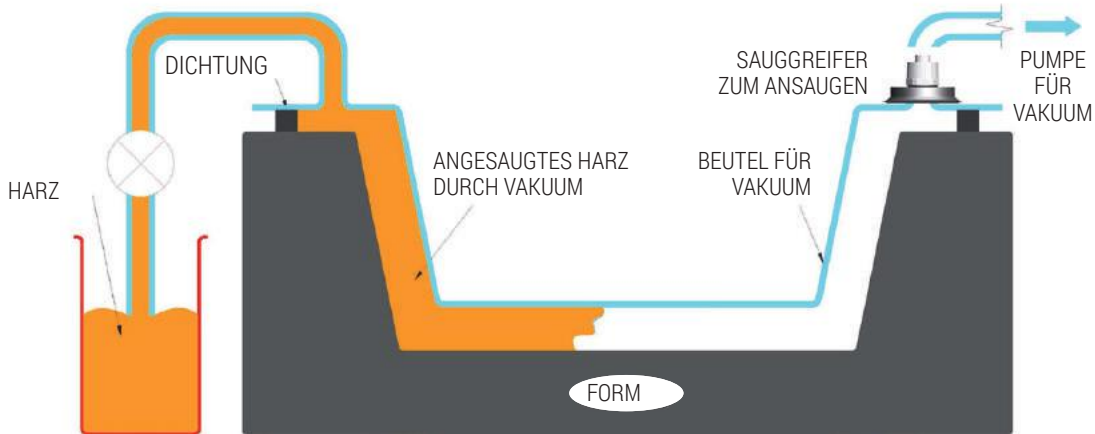 DICHTUNG
SAUGGREIFER
ZUM ANSAUGEN
PUMPE
FÜR
VAKUUM
HARZ
ANGESAUGTES HARZ
DURCH VAKUUM
BEUTEL FÜR
VAKUUM
FORM